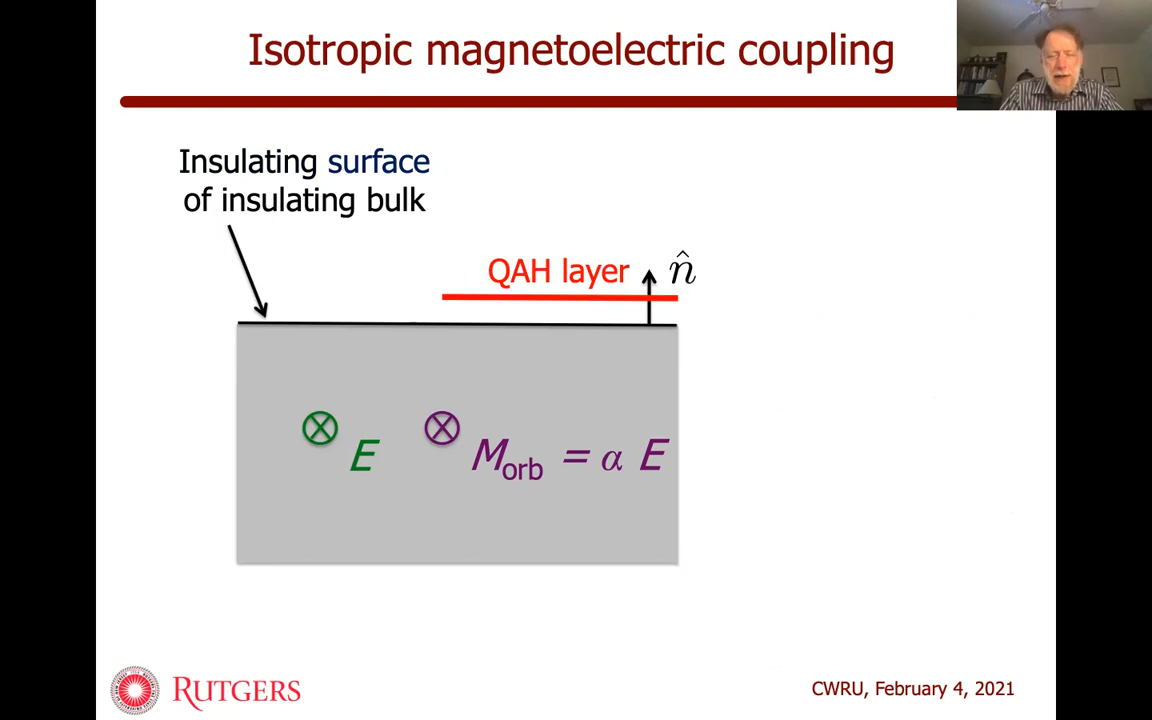 Isotropic magnetoelectric coupling
Insulating surface
of insulating bulk
QAH layer
n̂
E
M_orb = α E
RUTGERS
CWRU, February 4, 2021